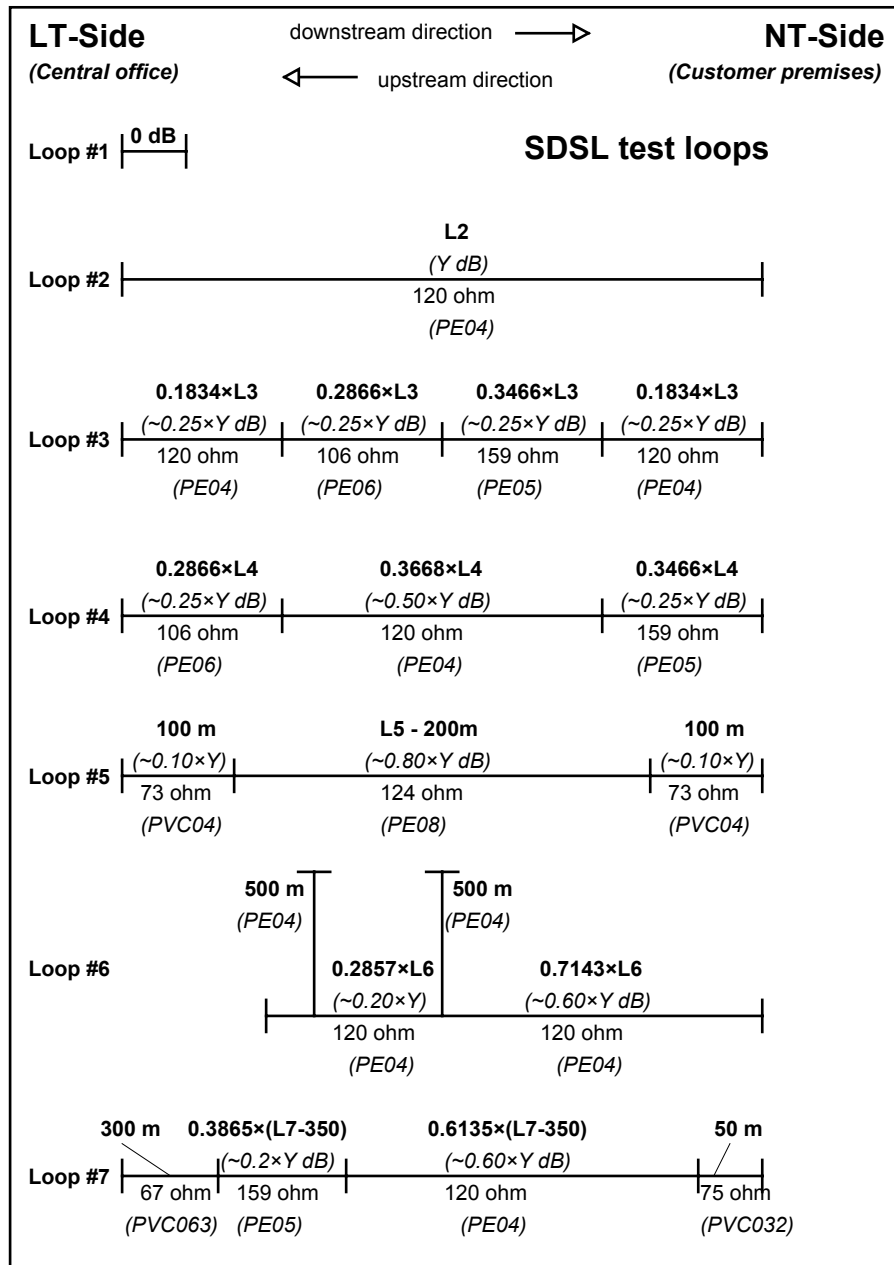 LT-Side downstream direction NT-Side
(Central office) upstream direction (Customer premises)
0 dB
Loop #1 SDSL test loops
L2
(Y dB)
Loop #2
120 ohm
(PE04)
0.1834×L3 0.2866×L3 0.3466×L3 0.1834×L3
(~0.25×Y dB) (~0.25×Y dB) (~0.25×Y dB) (~0.25×Y dB)
Loop #3
120 ohm 106 ohm 159 ohm 120 ohm
(PE04) (PE06) (PE05) (PE04)
0.2866×L4 0.3668×L4 0.3466×L4
(~0.25×Y dB) (~0.50×Y dB) (~0.25×Y dB)
Loop #4
106 ohm 120 ohm 159 ohm
(PE06) (PE04) (PE05)
100 m L5 - 200m 100 m
(~0.10×Y) (~0.80×Y dB) (~0.10×Y)
Loop #5
73 ohm 124 ohm 73 ohm
(PVC04) (PE08) (PVC04)
500 m 500 m
(PE04) (PE04)
Loop #6 0.2857×L6 0.7143×L6
(~0.20×Y) (~0.60×Y dB)
120 ohm 120 ohm
(PE04) (PE04)
300 m 0.3865×(L7-350) 0.6135×(L7-350) 50 m
(~0.2×Y dB) (~0.60×Y dB)
Loop #7
67 ohm 159 ohm 120 ohm 75 ohm
(PVC063) (PE05) (PE04) (PVC032)